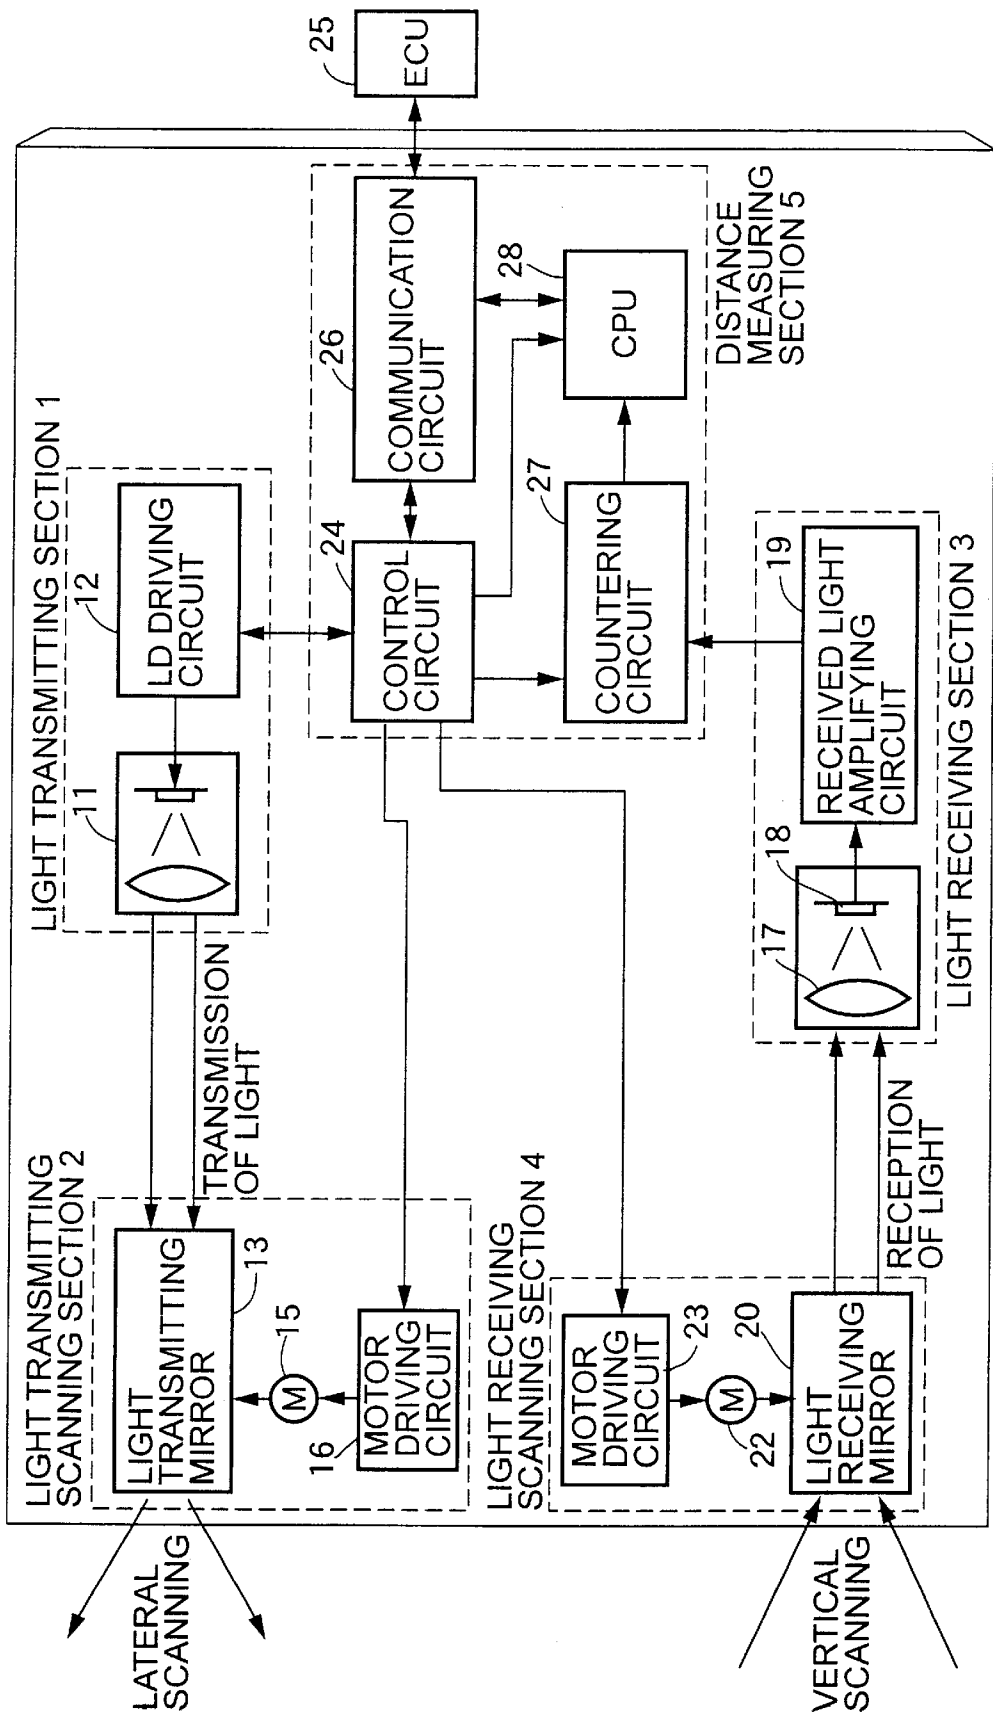 LIGHT TRANSMITTING
SCANNING SECTION 2
LIGHT TRANSMITTING SECTION 1
LATERAL
SCANNING
LIGHT
TRANSMITTING
MIRROR
13
TRANSMISSION
OF LIGHT
11
12
LD DRIVING
CIRCUIT
15
M
16
MOTOR
DRIVING
CIRCUIT
24
CONTROL
CIRCUIT
26
COMMUNICATION
CIRCUIT
25
ECU
LIGHT RECEIVING
SCANNING SECTION 4
MOTOR
DRIVING
CIRCUIT
23
M
22
20
LIGHT
RECEIVING
MIRROR
27
COUNTERING
CIRCUIT
28
CPU
DISTANCE
MEASURING
SECTION 5
VERTICAL
SCANNING
RECEPTION
OF LIGHT
17
18
19
RECEIVED LIGHT
AMPLIFYING
CIRCUIT
LIGHT RECEIVING SECTION 3